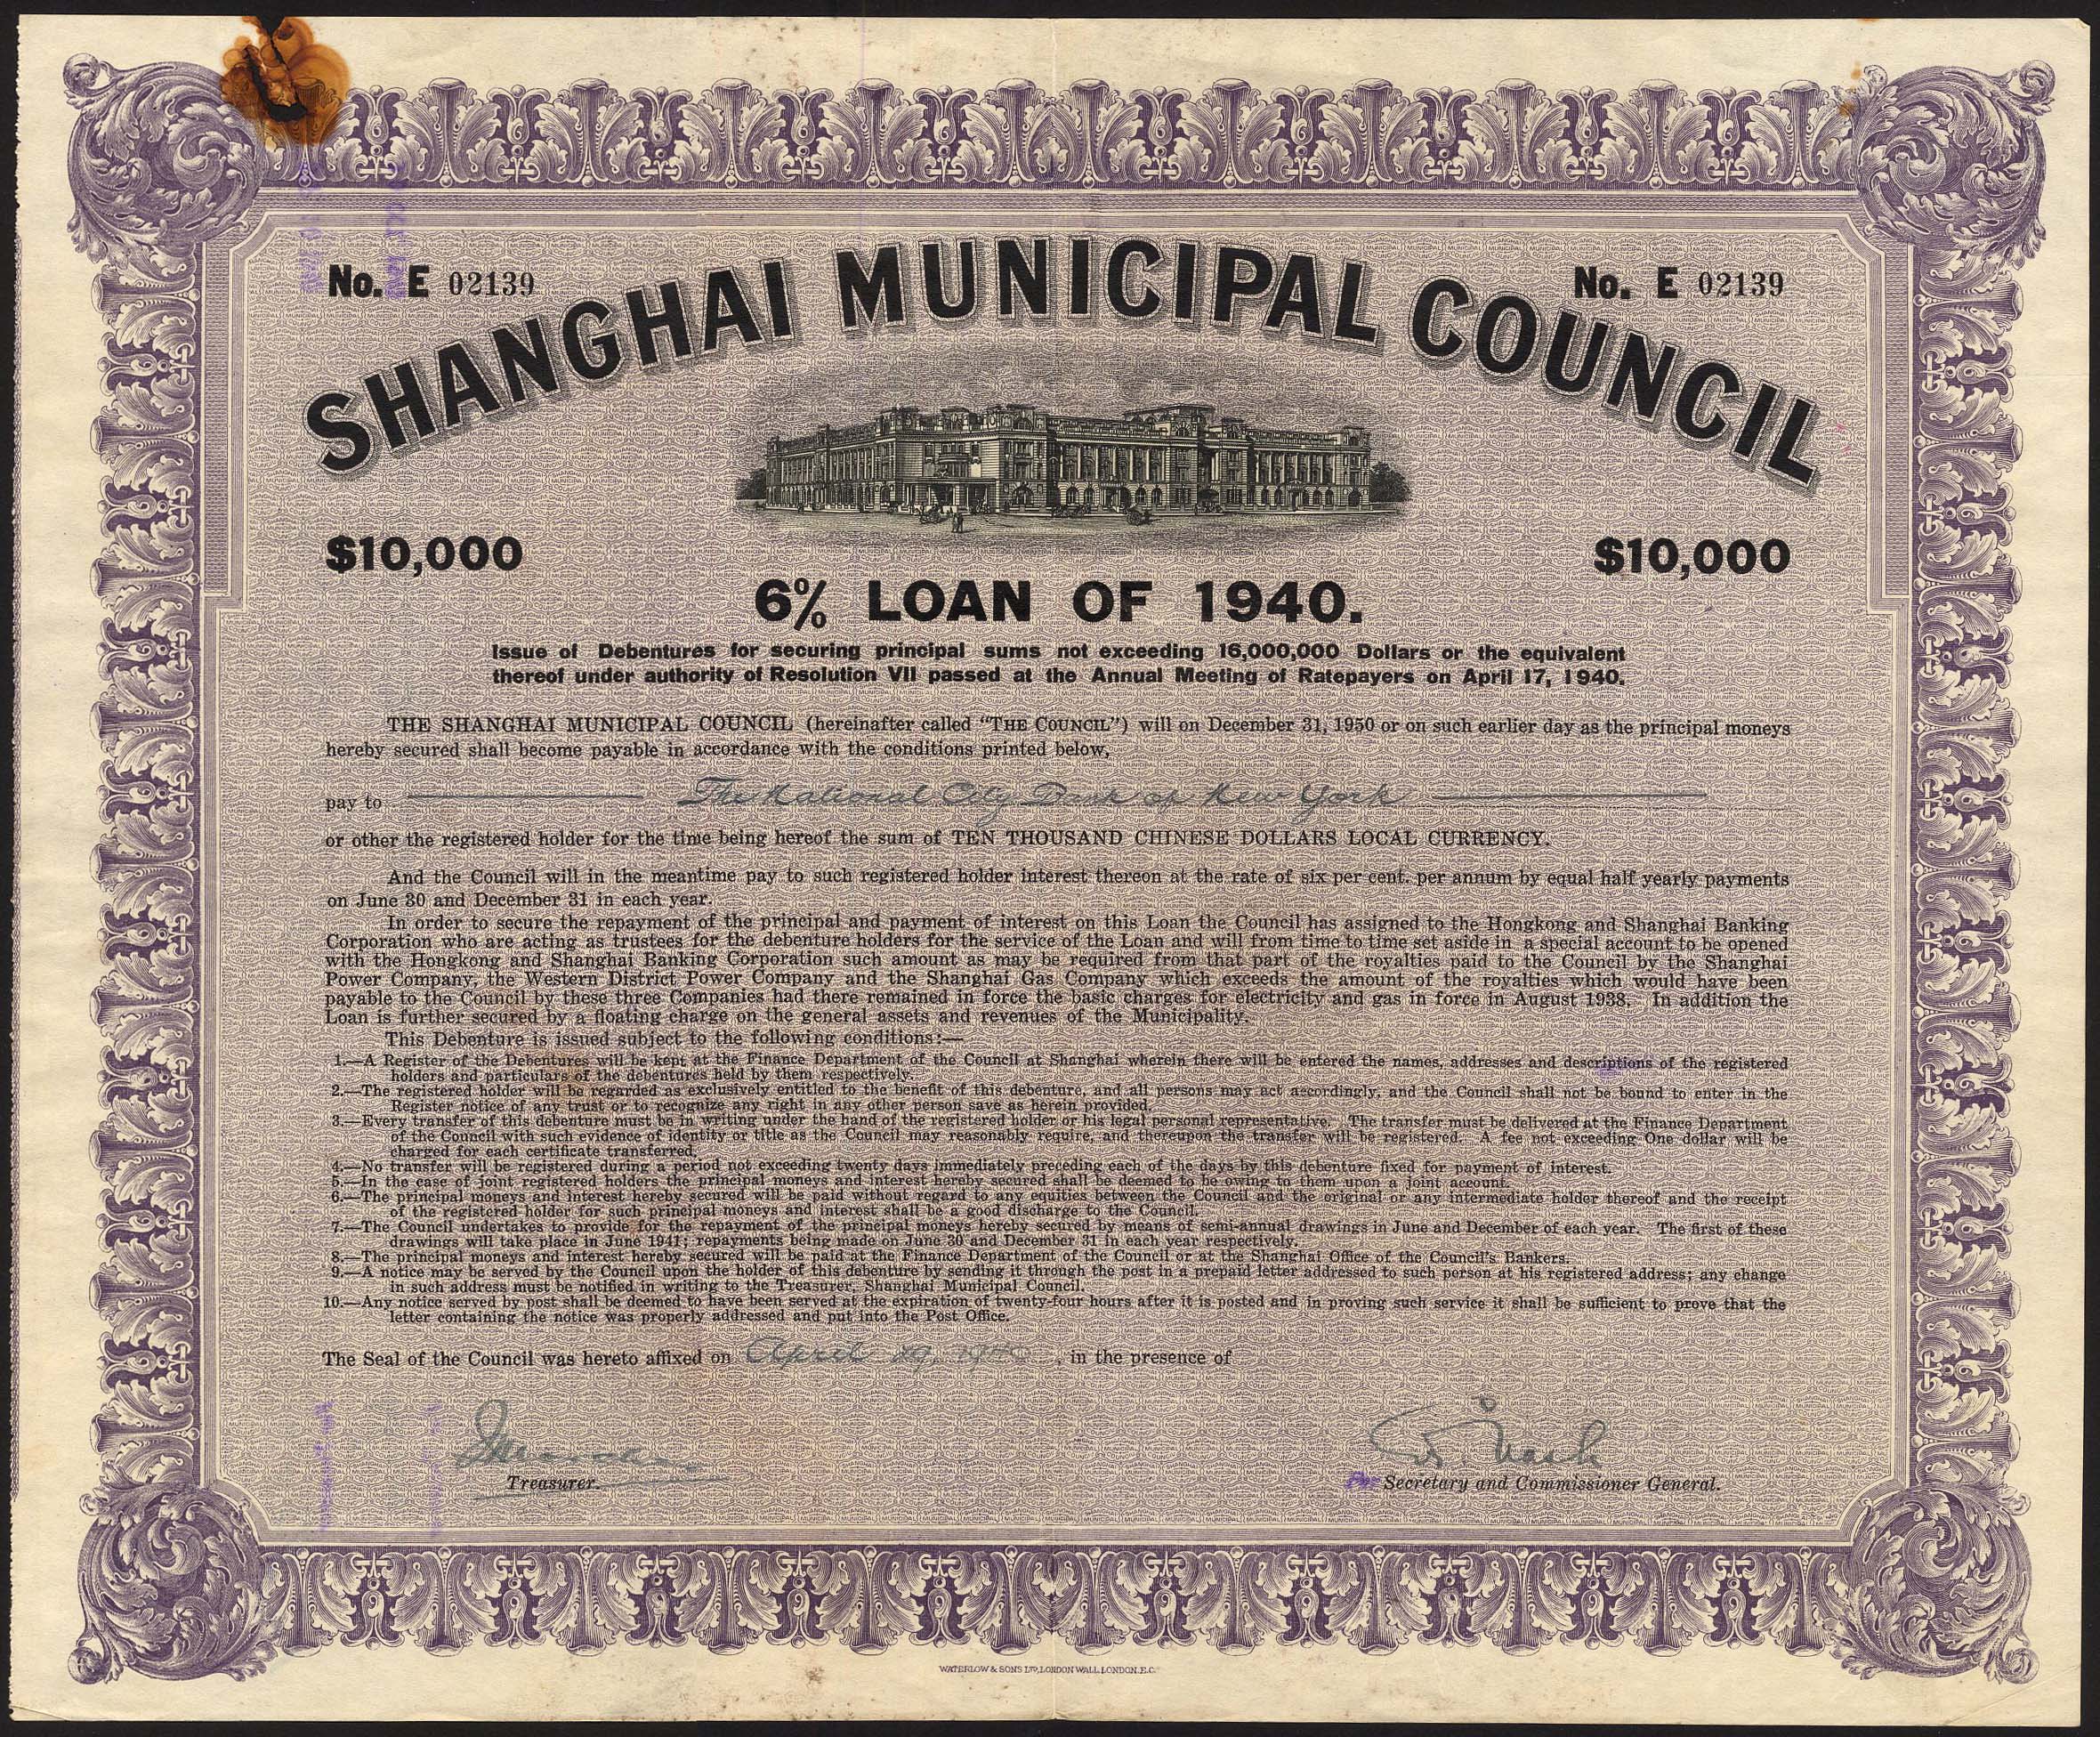 No. E 02139
No. E 02139
SHANGHAI MUNICIPAL COUNCIL
$10,000
$10,000
6% LOAN OF 1940.
Issue of Debentures for securing principal sums not exceeding 16,000,000 Dollars or the equivalent
thereof under authority of Resolution VII passed at the Annual Meeting of Ratepayers on April 17, 1940.
THE SHANGHAI MUNICIPAL COUNCIL (hereinafter called "THE COUNCIL") will on December 31, 1950 or on such earlier day as the principal moneys
hereby secured shall become payable in accordance with the conditions printed below,
pay to The National City Bank of New York
or other the registered holder for the time being hereof the sum of TEN THOUSAND CHINESE DOLLARS LOCAL CURRENCY.
And the Council will in the meantime pay to such registered holder interest thereon at the rate of six per cent. per annum by equal half yearly payments
on June 30 and December 31 in each year.
In order to secure the repayment of the principal and payment of interest on this Loan the Council has assigned to the Hongkong and Shanghai Banking
Corporation who are acting as trustees for the debenture holders for the service of the Loan and will from time to time set aside in a special account to be opened
with the Hongkong and Shanghai Banking Corporation such amount as may be required from that part of the royalties paid to the Council by the Shanghai
Power Company, the Western District Power Company and the Shanghai Gas Company which exceeds the amount of the royalties which would have been
payable to the Council by these three Companies had there remained in force the basic charges for electricity and gas in force in August 1938. In addition the
Loan is further secured by a floating charge on the general assets and revenues of the Municipality.
This Debenture is issued subject to the following conditions:—
1.—A Register of the Debentures will be kept at the Finance Department of the Council at Shanghai wherein there will be entered the names, addresses and descriptions of the registered
holders and particulars of the debentures held by them respectively.
2.—The registered holder will be regarded as exclusively entitled to the benefit of this debenture, and all persons may act accordingly, and the Council shall not be bound to enter in the
Register notice of any trust or to recognize any right in any other person save as herein provided.
3.—Every transfer of this debenture must be in writing under the hand of the registered holder or his legal personal representative. The transfer must be delivered at the Finance Department
of the Council with such evidence of identity or title as the Council may reasonably require, and thereupon the transfer will be registered. A fee not exceeding One dollar will be
charged for each certificate transferred.
4.—No transfer will be registered during a period not exceeding twenty days immediately preceding each of the days by this debenture fixed for payment of interest.
5.—In the case of joint registered holders the principal moneys and interest hereby secured shall be deemed to be owing to them upon a joint account.
6.—The principal moneys and interest hereby secured will be paid without regard to any equities between the Council and the original or any intermediate holder thereof and the receipt
of the registered holder for such principal moneys and interest shall be a good discharge to the Council.
7.—The Council undertakes to provide for the repayment of the principal moneys hereby secured by means of semi-annual drawings in June and December of each year. The first of these
drawings will take place in June 1941; repayments being made on June 30 and December 31 in each year respectively.
8.—The principal moneys and interest hereby secured will be paid at the Finance Department of the Council or at the Shanghai Office of the Council's Bankers.
9.—A notice may be served by the Council upon the holder of this debenture by sending it through the post in a prepaid letter addressed to such person at his registered address; any change
in such address must be notified in writing to the Treasurer, Shanghai Municipal Council.
10.—Any notice served by post shall be deemed to have been served at the expiration of twenty-four hours after it is posted and in proving such service it shall be sufficient to prove that the
letter containing the notice was properly addressed and put into the Post Office.
The Seal of the Council was hereto affixed on April 29, 1940, in the presence of
Treasurer.
For Secretary and Commissioner General.
WATERLOW & SONS LTD, LONDON WALL, LONDON. E.C.